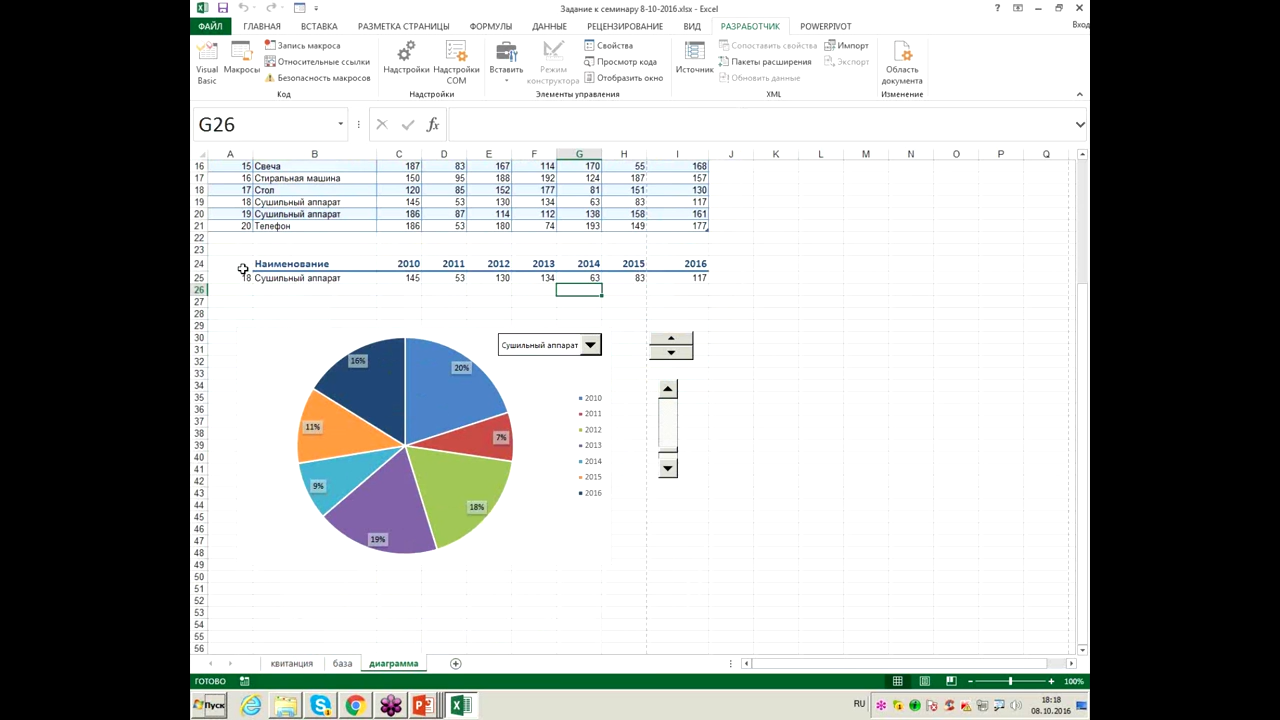 Задание к семинару 8-10-2016.xlsx - Excel
ФАЙЛ ГЛАВНАЯ ВСТАВКА РАЗМЕТКА СТРАНИЦЫ ФОРМУЛЫ ДАННЫЕ РЕЦЕНЗИРОВАНИЕ ВИД РАЗРАБОТЧИК POWERPIVOT Вход
Visual Basic
Макросы
Запись макроса
Относительные ссылки
Безопасность макросов
Код
Надстройки
Надстройки COM
Надстройки
Вставить
Режим конструктора
Свойства
Просмотр кода
Отобразить окно
Элементы управления
Источник
Сопоставить свойства
Пакеты расширения
Обновить данные
Импорт
Экспорт
XML
Область документа
Изменение
G26 fx
A B C D E F G H I J K L M N O P Q
16 15 Свеча 187 83 167 114 170 55 168
17 16 Стиральная машина 150 95 188 192 124 187 157
18 17 Стол 120 85 152 177 81 151 130
19 18 Сушильный аппарат 145 53 130 134 63 83 117
20 19 Сушильный аппарат 186 87 114 112 138 158 161
21 20 Телефон 186 53 180 74 193 149 177
22
23
24 Наименование 2010 2011 2012 2013 2014 2015 2016
25 18 Сушильный аппарат 145 53 130 134 63 83 117
26
27
28
29
30
31
32
33
34
35
36
37
38
39
40
41
42
43
44
45
46
47
48
49
50
51
52
53
54
55
56
Сушильный аппарат
16%
20%
11%
7%
9%
18%
19%
2010
2011
2012
2013
2014
2015
2016
квитанция база диаграмма
ГОТОВО 100%
Пуск RU 18:18
08.10.2016